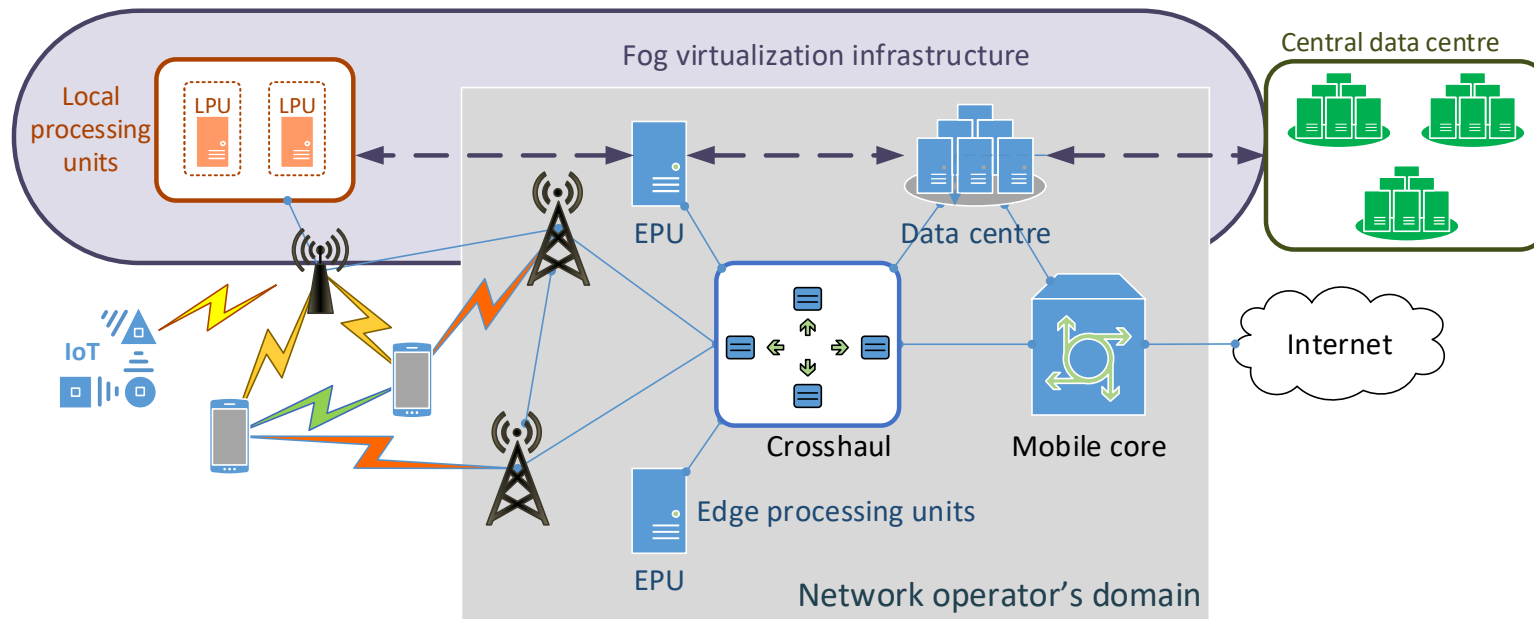 Fog virtualization infrastructure
Central data centre
Local
processing
units
LPU
LPU
EPU
Data centre
IoT
Internet
Crosshaul
Mobile core
Edge processing units
EPU
Network operator's domain